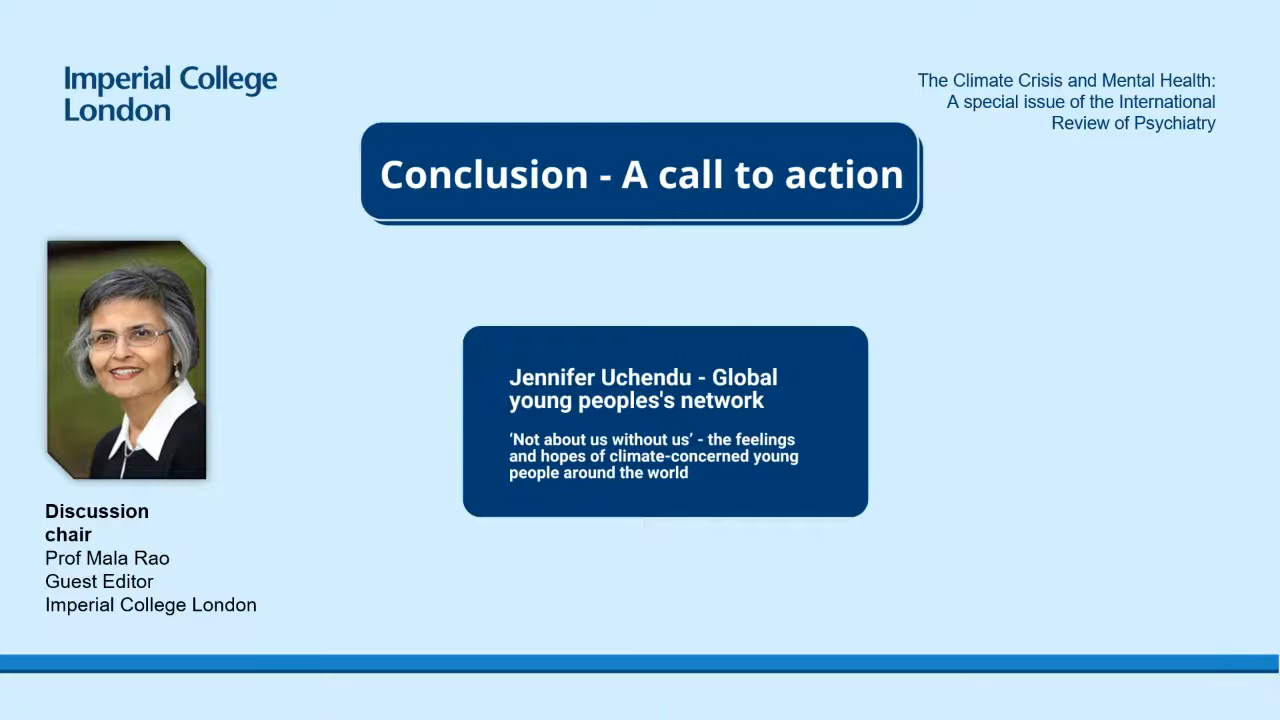 Imperial College
London
The Climate Crisis and Mental Health:
A special issue of the International
Review of Psychiatry
Conclusion - A call to action
Jennifer Uchendu - Global
young peoples's network
‘Not about us without us’ - the feelings
and hopes of climate-concerned young
people around the world
Discussion
chair
Prof Mala Rao
Guest Editor
Imperial College London